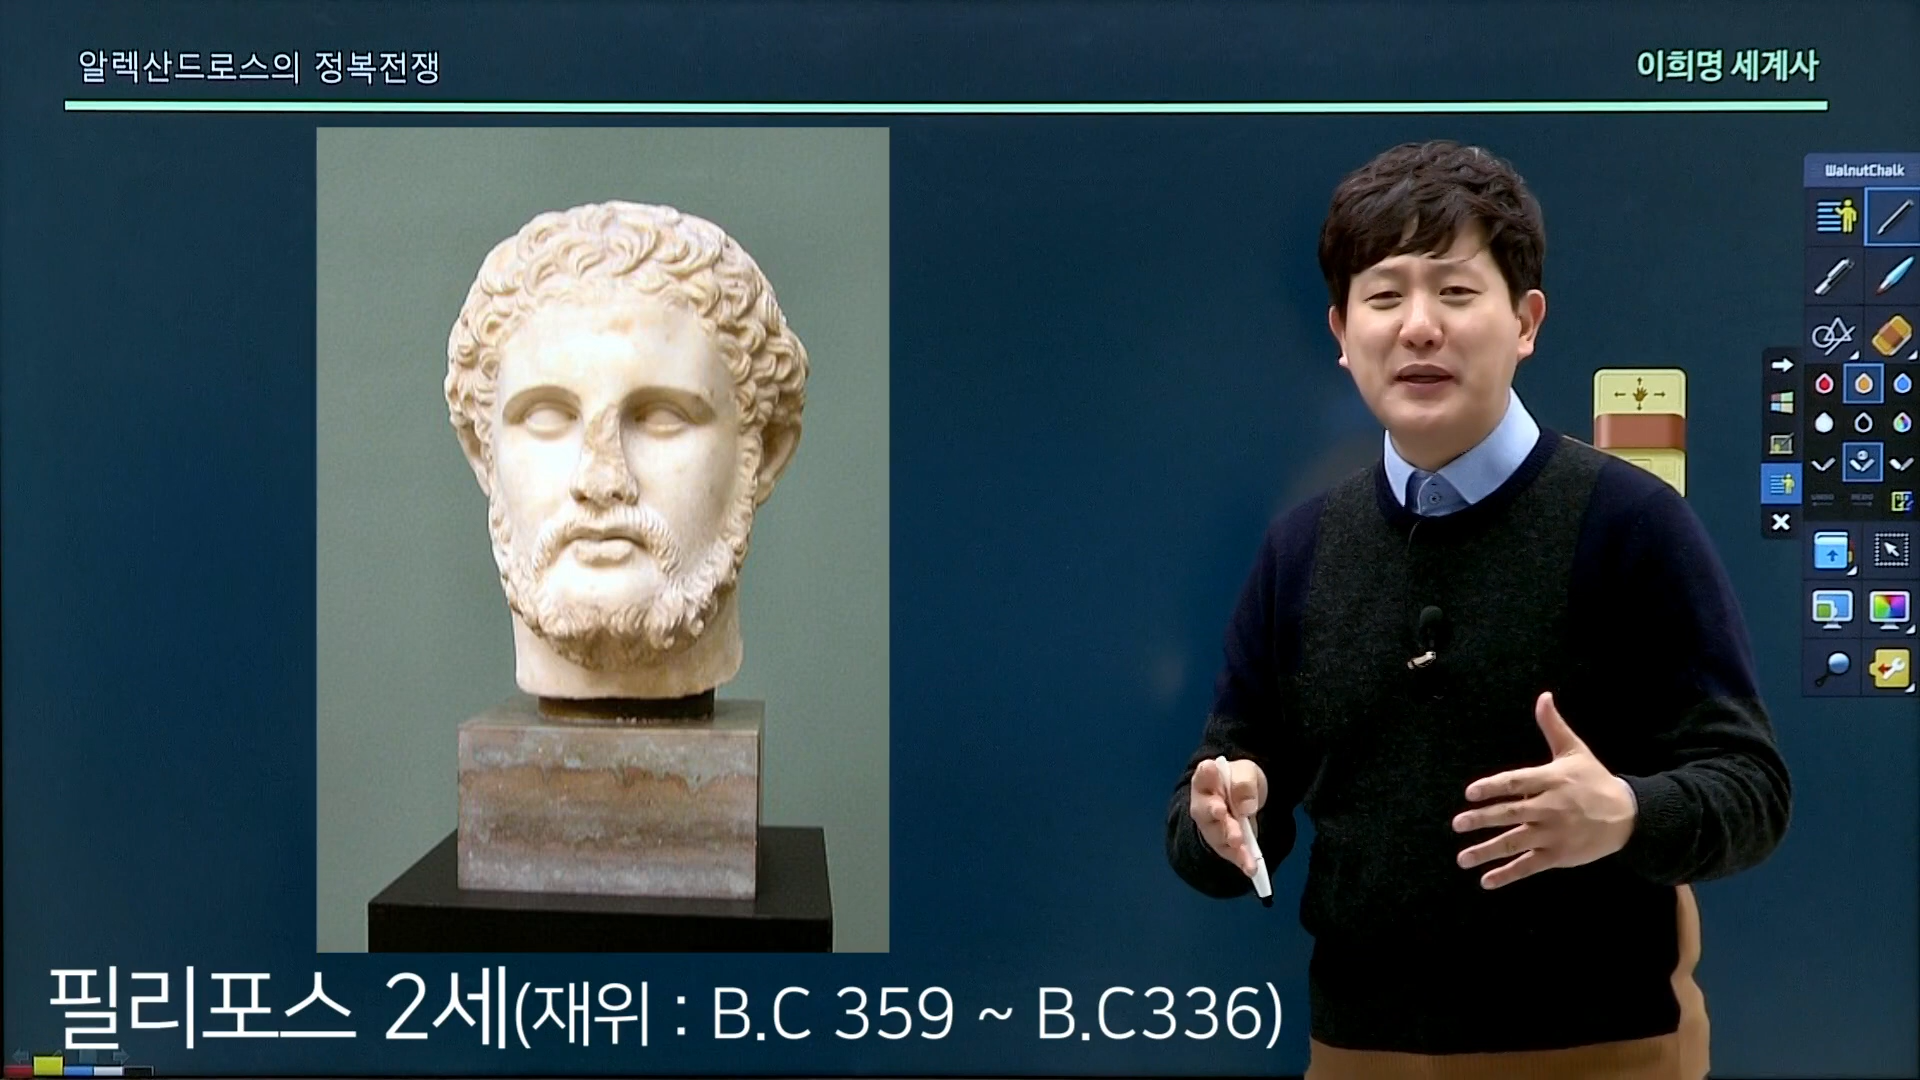 알렉산드로스의 정복전쟁
이희명 세계사
WalnutChalk
필리포스 2세(재위 : B.C 359 ~ B.C336)